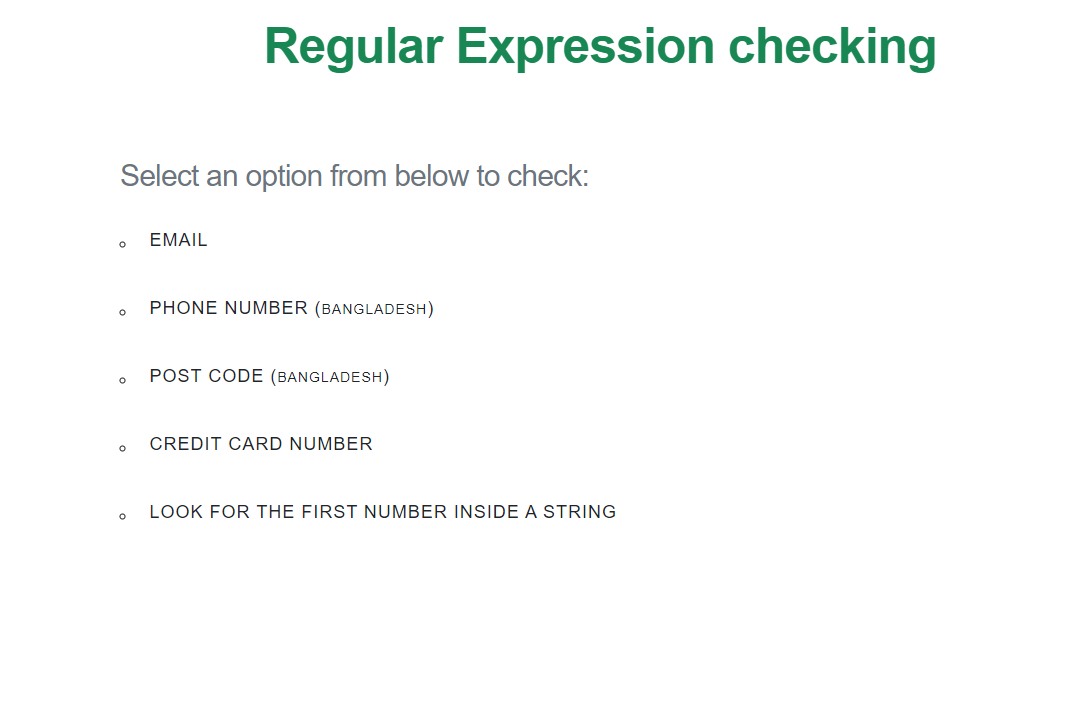 Regular Expression checking
Select an option from below to check:
EMAIL
PHONE NUMBER (BANGLADESH)
POST CODE (BANGLADESH)
CREDIT CARD NUMBER
LOOK FOR THE FIRST NUMBER INSIDE A STRING